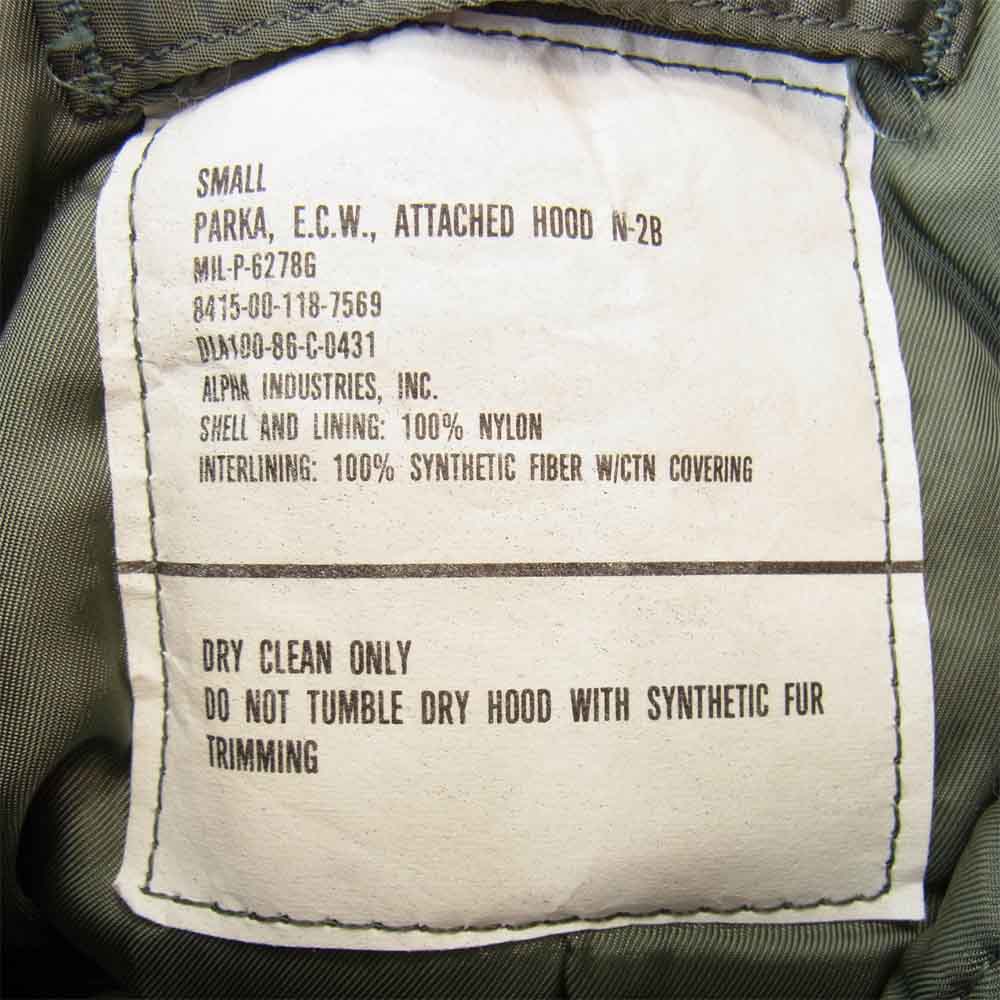 SMALL
PARKA, E.C.W., ATTACHED HOOD N-2B
MIL-P-6278G
8415-00-118-7569
DLA100-86-C-0431
ALPHA INDUSTRIES, INC.
SHELL AND LINING: 100% NYLON
INTERLINING: 100% SYNTHETIC FIBER W/CTN COVERING
DRY CLEAN ONLY
DO NOT TUMBLE DRY HOOD WITH SYNTHETIC FUR
TRIMMING